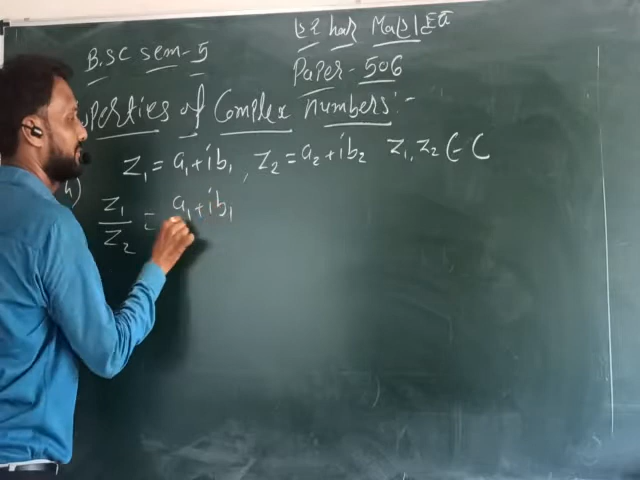 B.sc sem-5
Paper-506
perties of Complex numbers:-
z₁ = a₁+ib₁, z₂ = a₂+ib₂ z₁, z₂ ∈ C
4)
z₁/z₂ = a₁+ib₁